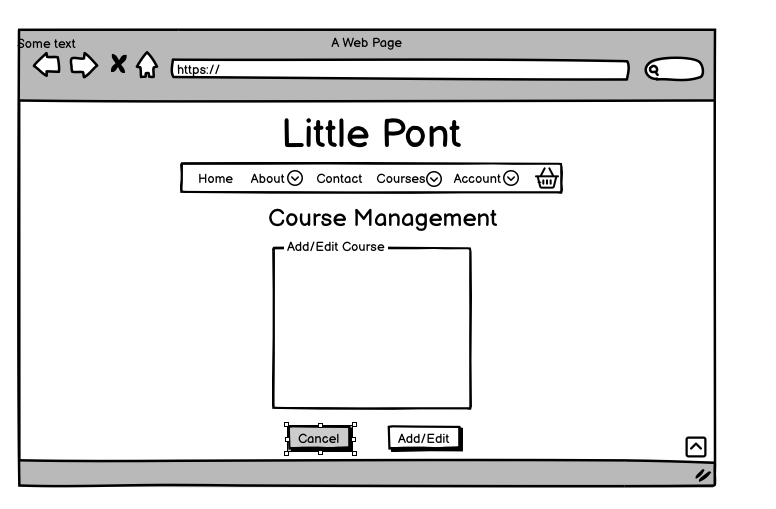 Some text
A Web Page
https://
Little Pont
Home About Contact Courses Account
Course Management
Add/Edit Course
Cancel Add/Edit